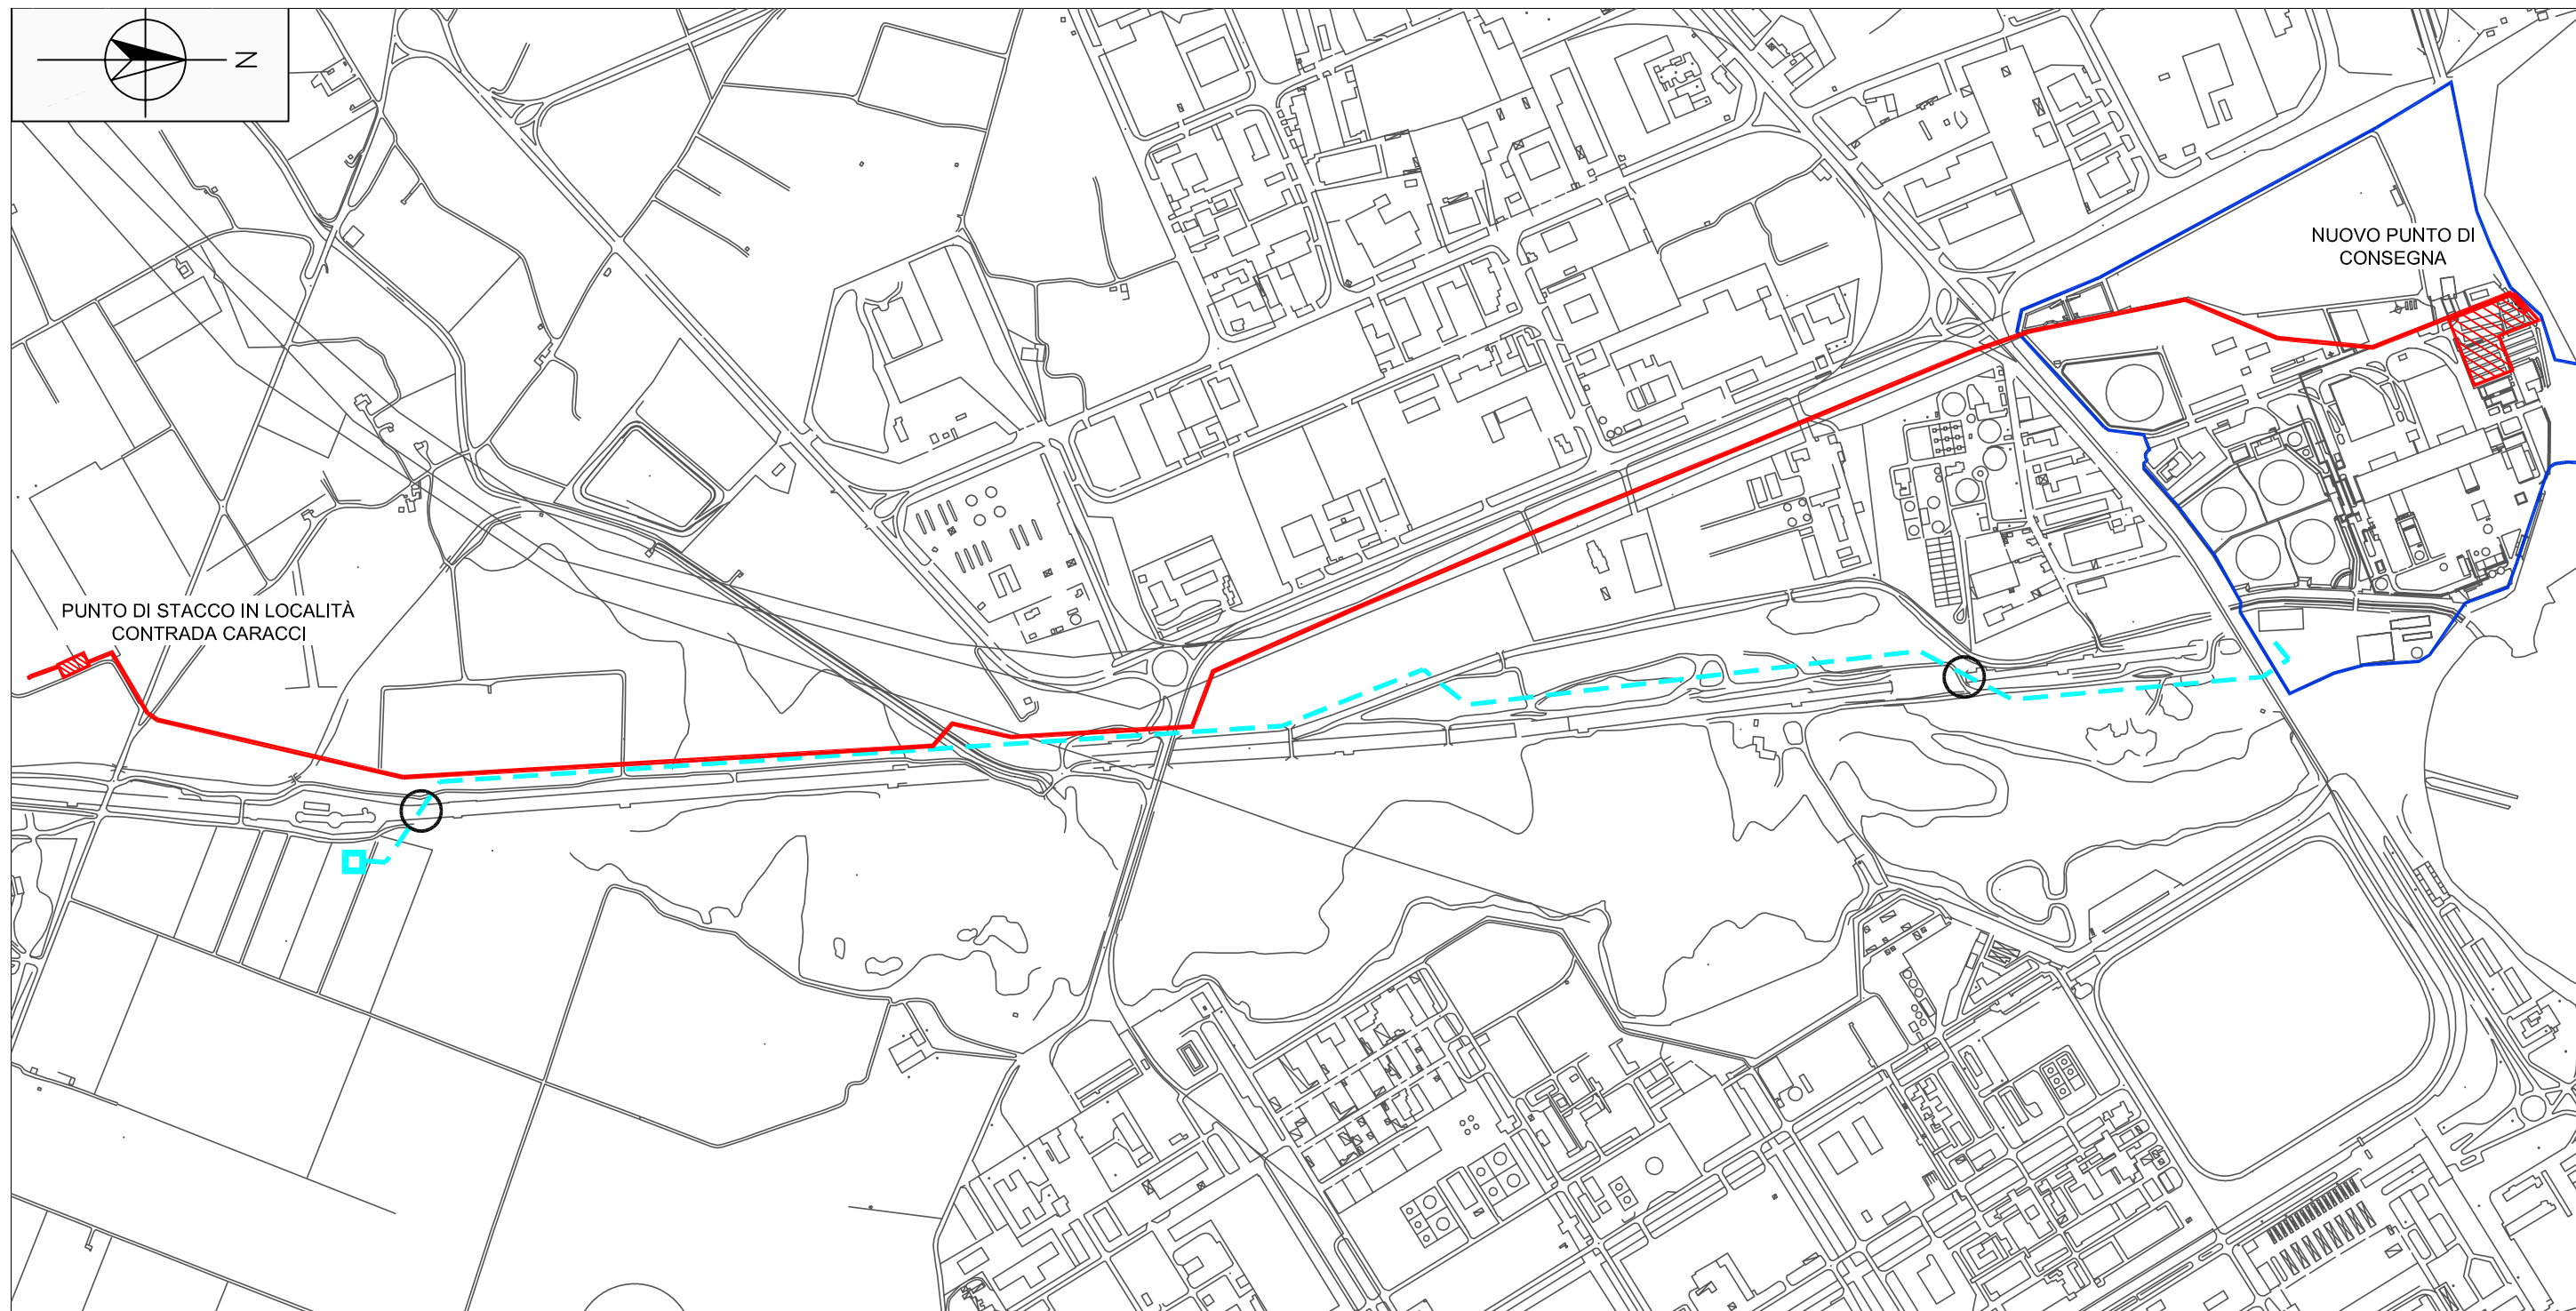 N
NUOVO PUNTO DI
CONSEGNA
PUNTO DI STACCO IN LOCALITÀ
CONTRADA CARACCI